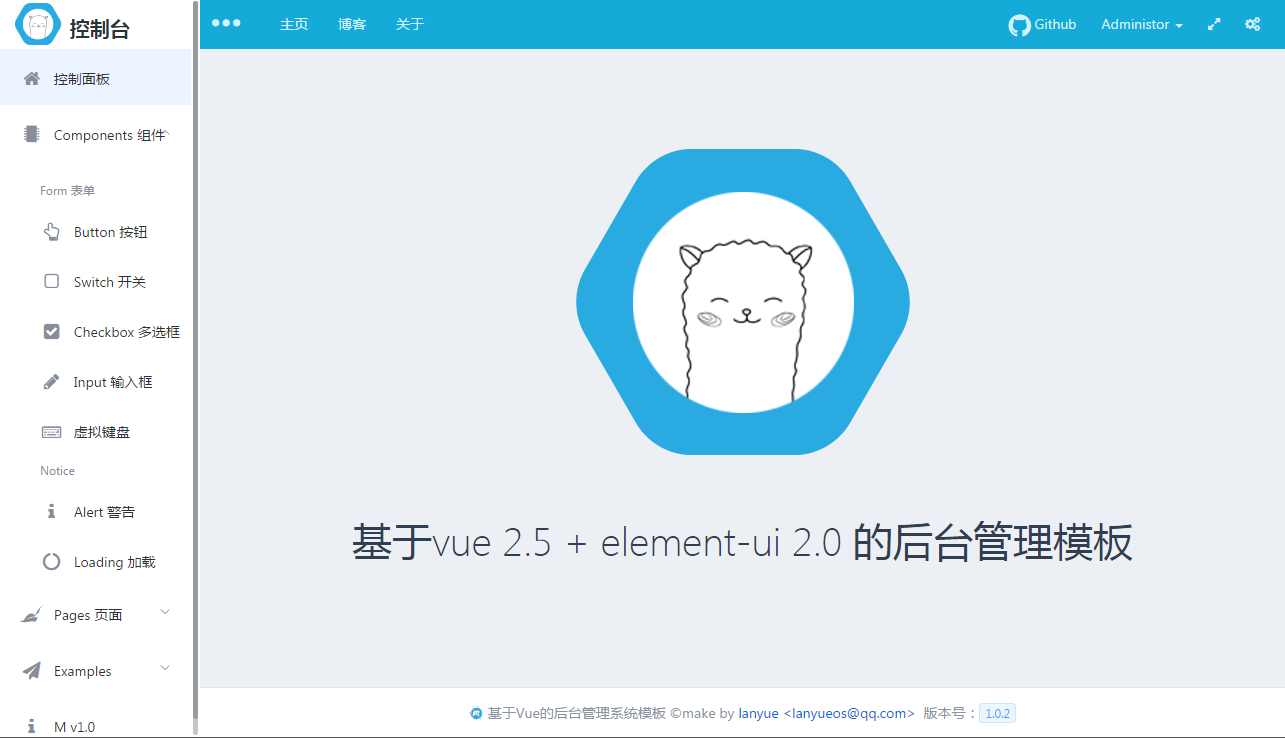 控制台
主页 博客 关于 Github Administor
控制面板
Components 组件
Form 表单
Button 按钮
Switch 开关
Checkbox 多选框
Input 输入框
虚拟键盘
Notice
Alert 警告
Loading 加载
Pages 页面
Examples
M v1.0
基于vue 2.5 + element-ui 2.0 的后台管理模板
基于Vue的后台管理系统模板 ©make by lanyue <lanyueos@qq.com> 版本号：1.0.2